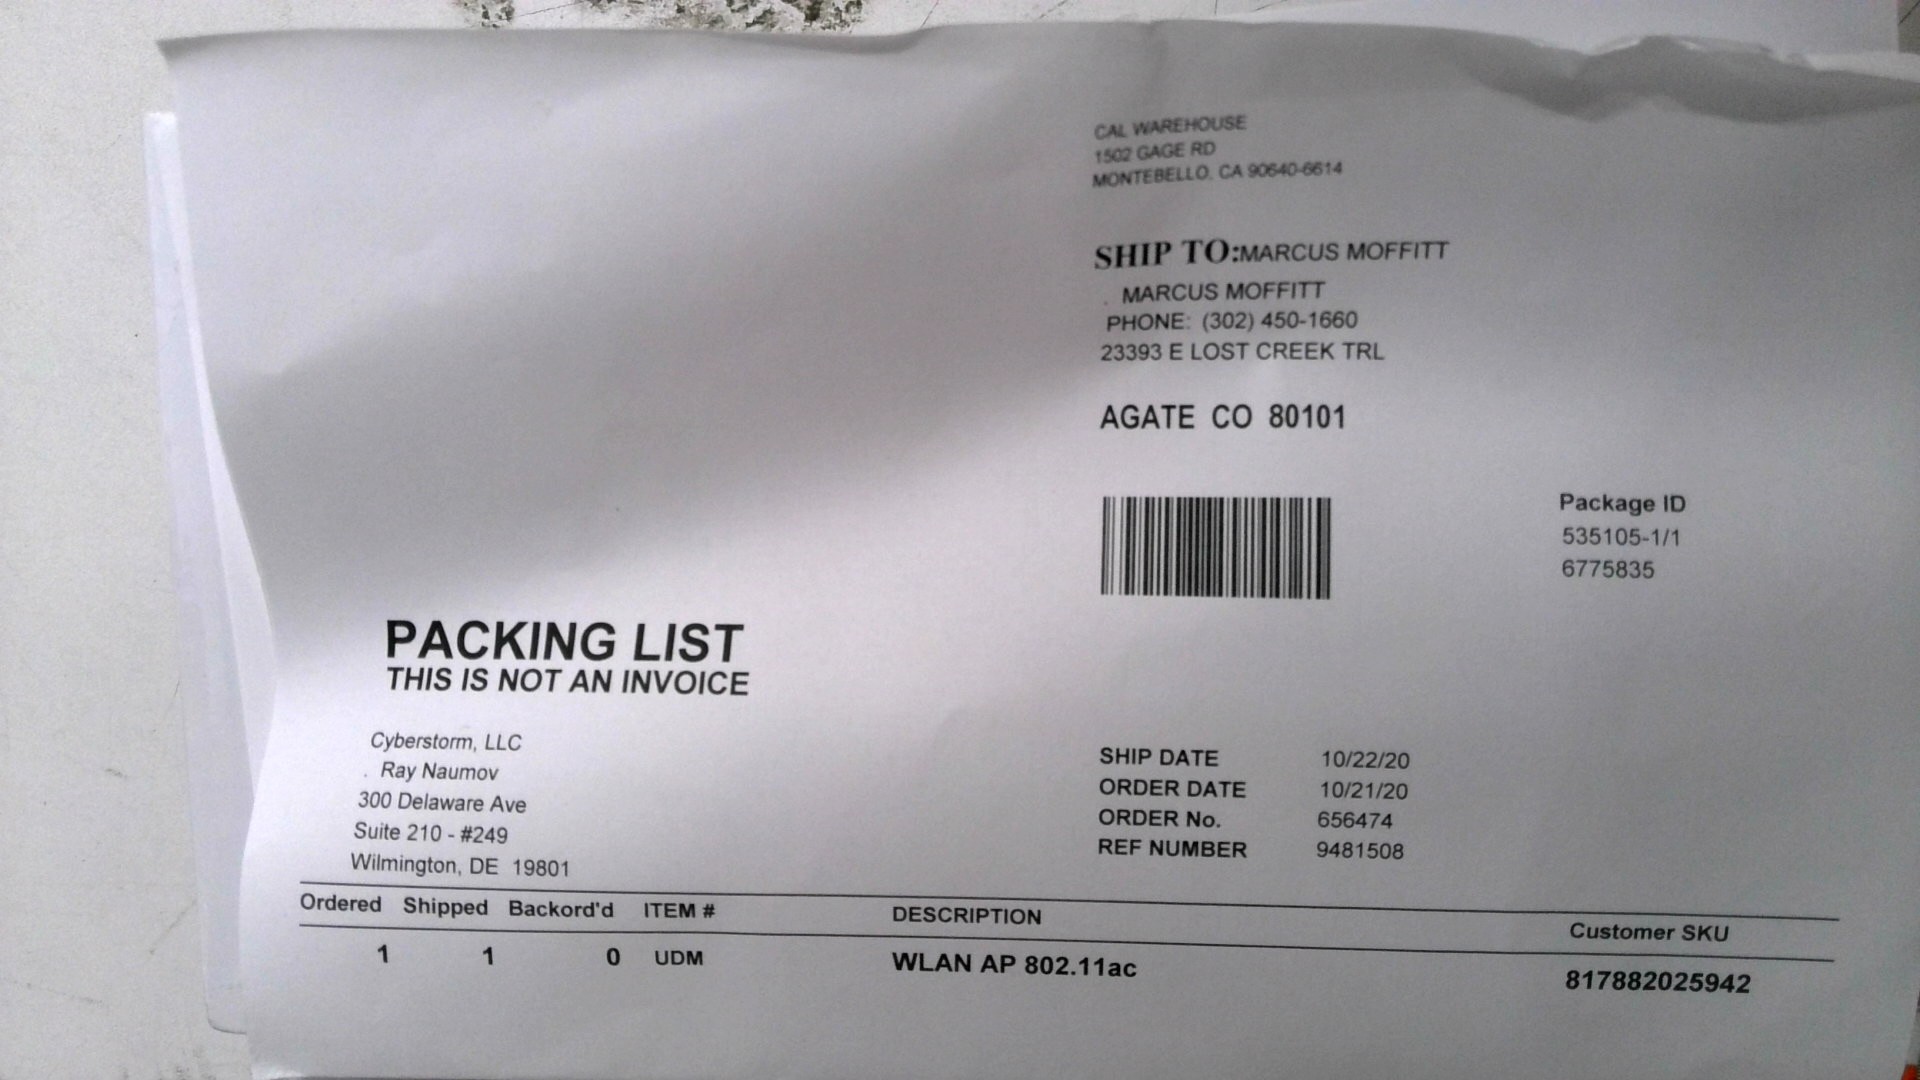 CAL WAREHOUSE
1502 GAGE RD
MONTEBELLO, CA 90640-6614
SHIP TO:MARCUS MOFFITT
. MARCUS MOFFITT
PHONE: (302) 450-1660
23393 E LOST CREEK TRL
AGATE CO 80101
Package ID
535105-1/1
6775835
PACKING LIST
THIS IS NOT AN INVOICE
Cyberstorm, LLC
. Ray Naumov
300 Delaware Ave
Suite 210 - #249
Wilmington, DE 19801
SHIP DATE 10/22/20
ORDER DATE 10/21/20
ORDER No. 656474
REF NUMBER 9481508
Ordered Shipped Backord'd ITEM # DESCRIPTION Customer SKU
1 1 0 UDM WLAN AP 802.11ac 817882025942